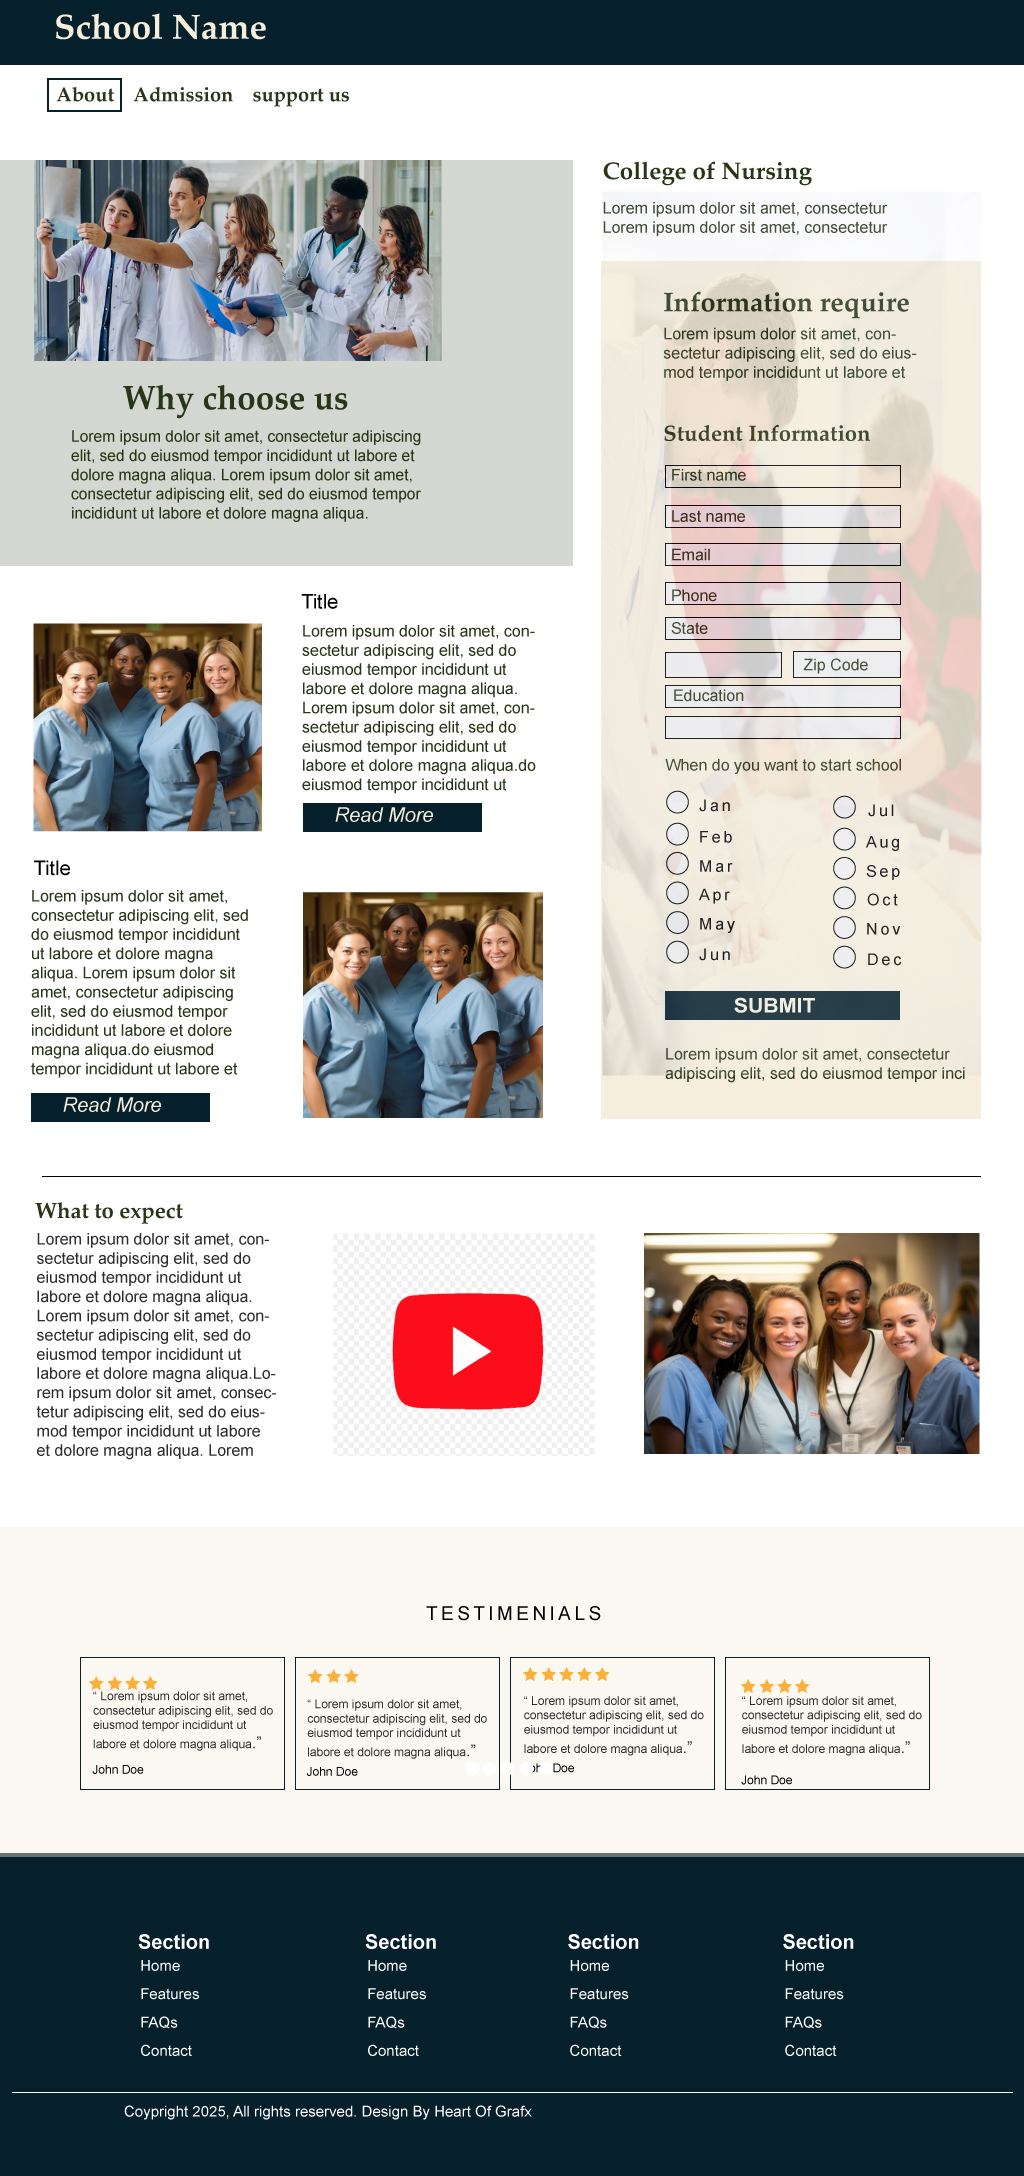 School Name
About
Admission
support us
College of Nursing
Lorem ipsum dolor sit amet, consectetur
Lorem ipsum dolor sit amet, consectetur
Why choose us
Lorem ipsum dolor sit amet, consectetur adipiscing
elit, sed do eiusmod tempor incididunt ut labore et
dolore magna aliqua. Lorem ipsum dolor sit amet,
consectetur adipiscing elit, sed do eiusmod tempor
incididunt ut labore et dolore magna aliqua.
Title
Lorem ipsum dolor sit amet, con-
sectetur adipiscing elit, sed do
eiusmod tempor incididunt ut
labore et dolore magna aliqua.
Lorem ipsum dolor sit amet, con-
sectetur adipiscing elit, sed do
eiusmod tempor incididunt ut
labore et dolore magna aliqua.do
eiusmod tempor incididunt ut
Read More
Title
Lorem ipsum dolor sit amet,
consectetur adipiscing elit, sed
do eiusmod tempor incididunt
ut labore et dolore magna
aliqua. Lorem ipsum dolor sit
amet, consectetur adipiscing
elit, sed do eiusmod tempor
incididunt ut labore et dolore
magna aliqua.do eiusmod
tempor incididunt ut labore et
Read More
Information require
Lorem ipsum dolor sit amet, con-
sectetur adipiscing elit, sed do eius-
mod tempor incididunt ut labore et
Student Information
First name
Last name
Email
Phone
State
Zip Code
Education
When do you want to start school
Jan
Feb
Mar
Apr
May
Jun
Jul
Aug
Sep
Oct
Nov
Dec
SUBMIT
Lorem ipsum dolor sit amet, consectetur
adipiscing elit, sed do eiusmod tempor inci
What to expect
Lorem ipsum dolor sit amet, con-
sectetur adipiscing elit, sed do
eiusmod tempor incididunt ut
labore et dolore magna aliqua.
Lorem ipsum dolor sit amet, con-
sectetur adipiscing elit, sed do
eiusmod tempor incididunt ut
labore et dolore magna aliqua.Lo-
rem ipsum dolor sit amet, consec-
tetur adipiscing elit, sed do eius-
mod tempor incididunt ut labore
et dolore magna aliqua. Lorem
TESTIMENIALS
“ Lorem ipsum dolor sit amet,
consectetur adipiscing elit, sed do
eiusmod tempor incididunt ut
labore et dolore magna aliqua.”
John Doe
“ Lorem ipsum dolor sit amet,
consectetur adipiscing elit, sed do
eiusmod tempor incididunt ut
labore et dolore magna aliqua.”
John Doe
“ Lorem ipsum dolor sit amet,
consectetur adipiscing elit, sed do
eiusmod tempor incididunt ut
labore et dolore magna aliqua.”
John Doe
“ Lorem ipsum dolor sit amet,
consectetur adipiscing elit, sed do
eiusmod tempor incididunt ut
labore et dolore magna aliqua.”
John Doe
Section
Home
Features
FAQs
Contact
Section
Home
Features
FAQs
Contact
Section
Home
Features
FAQs
Contact
Section
Home
Features
FAQs
Contact
Coypright 2025, All rights reserved. Design By Heart Of Grafx